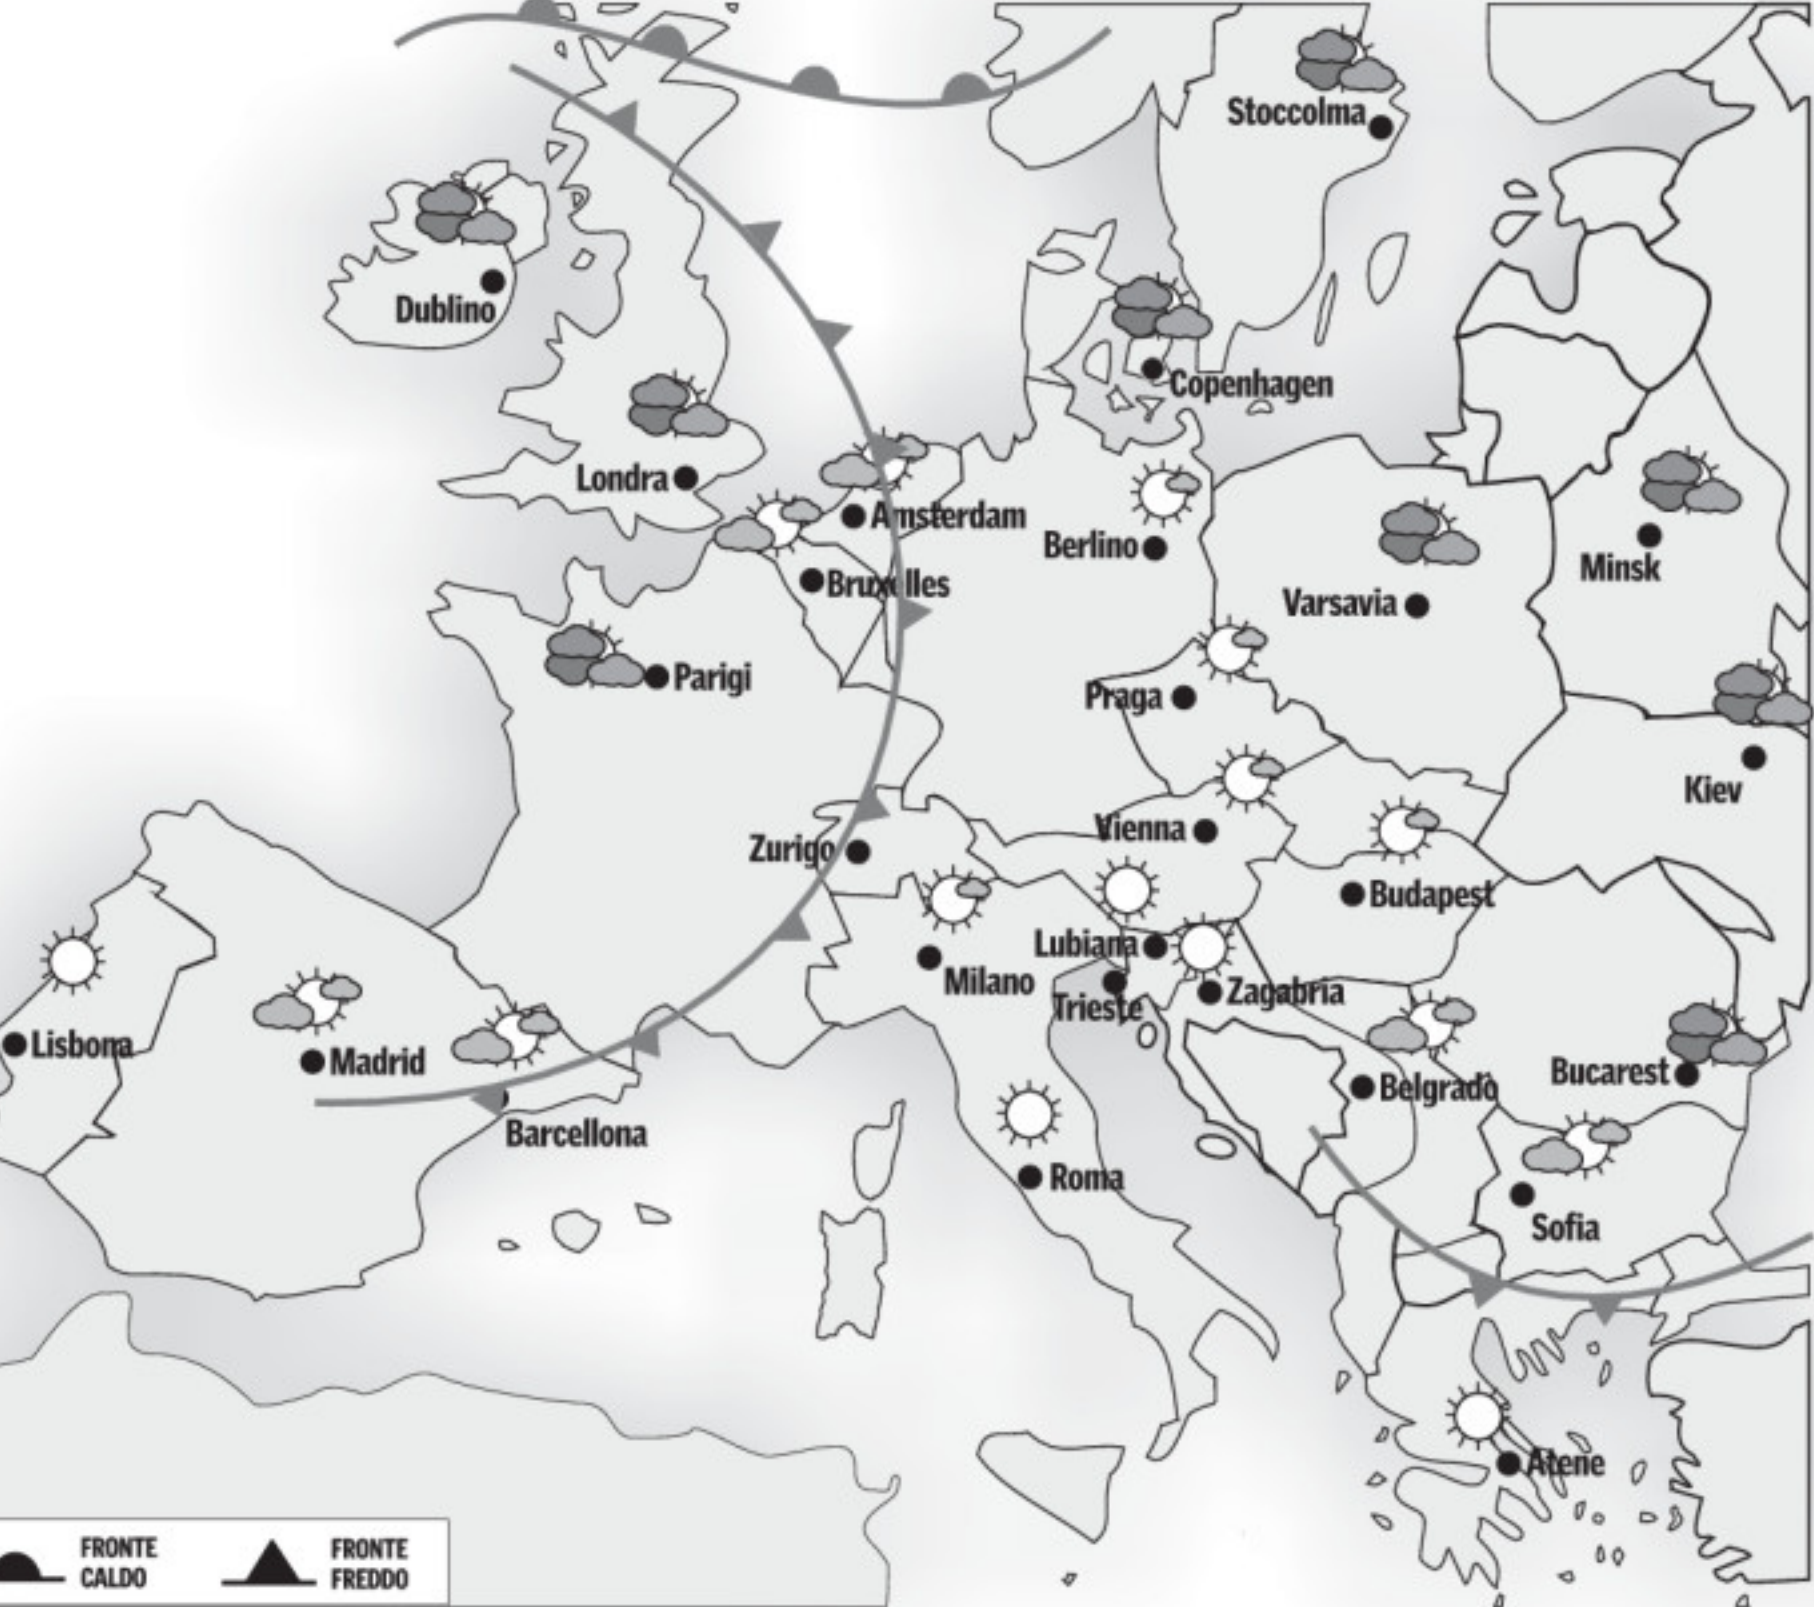 Stoccolma
Dublino
Copenhagen
Londra
Amsterdam
Berlino
Minsk
Bruxelles
Varsavia
Parigi
Praga
Kiev
Vienna
Zurigo
Budapest
Lubiana
Milano
Zagabria
Trieste
Lisbona
Madrid
Belgrado
Bucarest
Barcellona
Roma
Sofia
Atene
FRONTE
CALDO
FRONTE
FREDDO